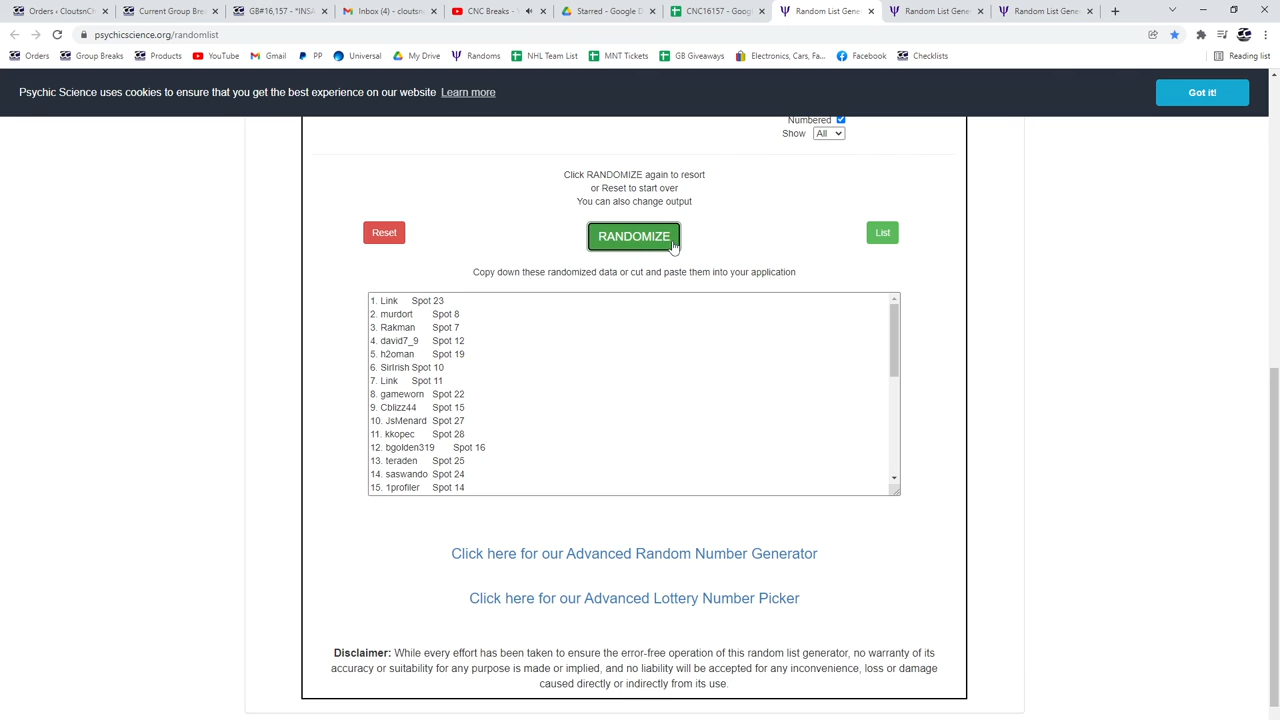 Orders ‹ CloutsnCh
Current Group Brea
GB#16,157 - "INSA
Inbox (4) - cloutsnc
CNC Breaks - S
Starred - Google D
CNC16157 - Googl
Random List Gene
Random List Gener
Random List Gener
psychicscience.org/randomlist
Orders
Group Breaks
Products
YouTube
Gmail
PP
Universal
My Drive
Randoms
NHL Team List
MNT Tickets
GB Giveaways
Electronics, Cars, Fa...
Facebook
Checklists
Reading list
Psychic Science uses cookies to ensure that you get the best experience on our website Learn more
Got it!
Numbered
Show All
Click RANDOMIZE again to resort
or Reset to start over
You can also change output
Reset
RANDOMIZE
List
Copy down these randomized data or cut and paste them into your application
1. Link Spot 23
2. murdort Spot 8
3. Rakman Spot 7
4. david7_9 Spot 12
5. h2oman Spot 19
6. SirIrish Spot 10
7. Link Spot 11
8. gameworn Spot 22
9. Cblizz44 Spot 15
10. JsMenard Spot 27
11. kkopec Spot 28
12. bgolden319 Spot 16
13. teraden Spot 25
14. saswando Spot 24
15. 1profiler Spot 14
Click here for our Advanced Random Number Generator
Click here for our Advanced Lottery Number Picker
Disclaimer: While every effort has been taken to ensure the error-free operation of this random list generator, no warranty of its
accuracy or suitability for any purpose is made or implied, and no liability will be accepted for any inconvenience, loss or damage
caused directly or indirectly from its use.